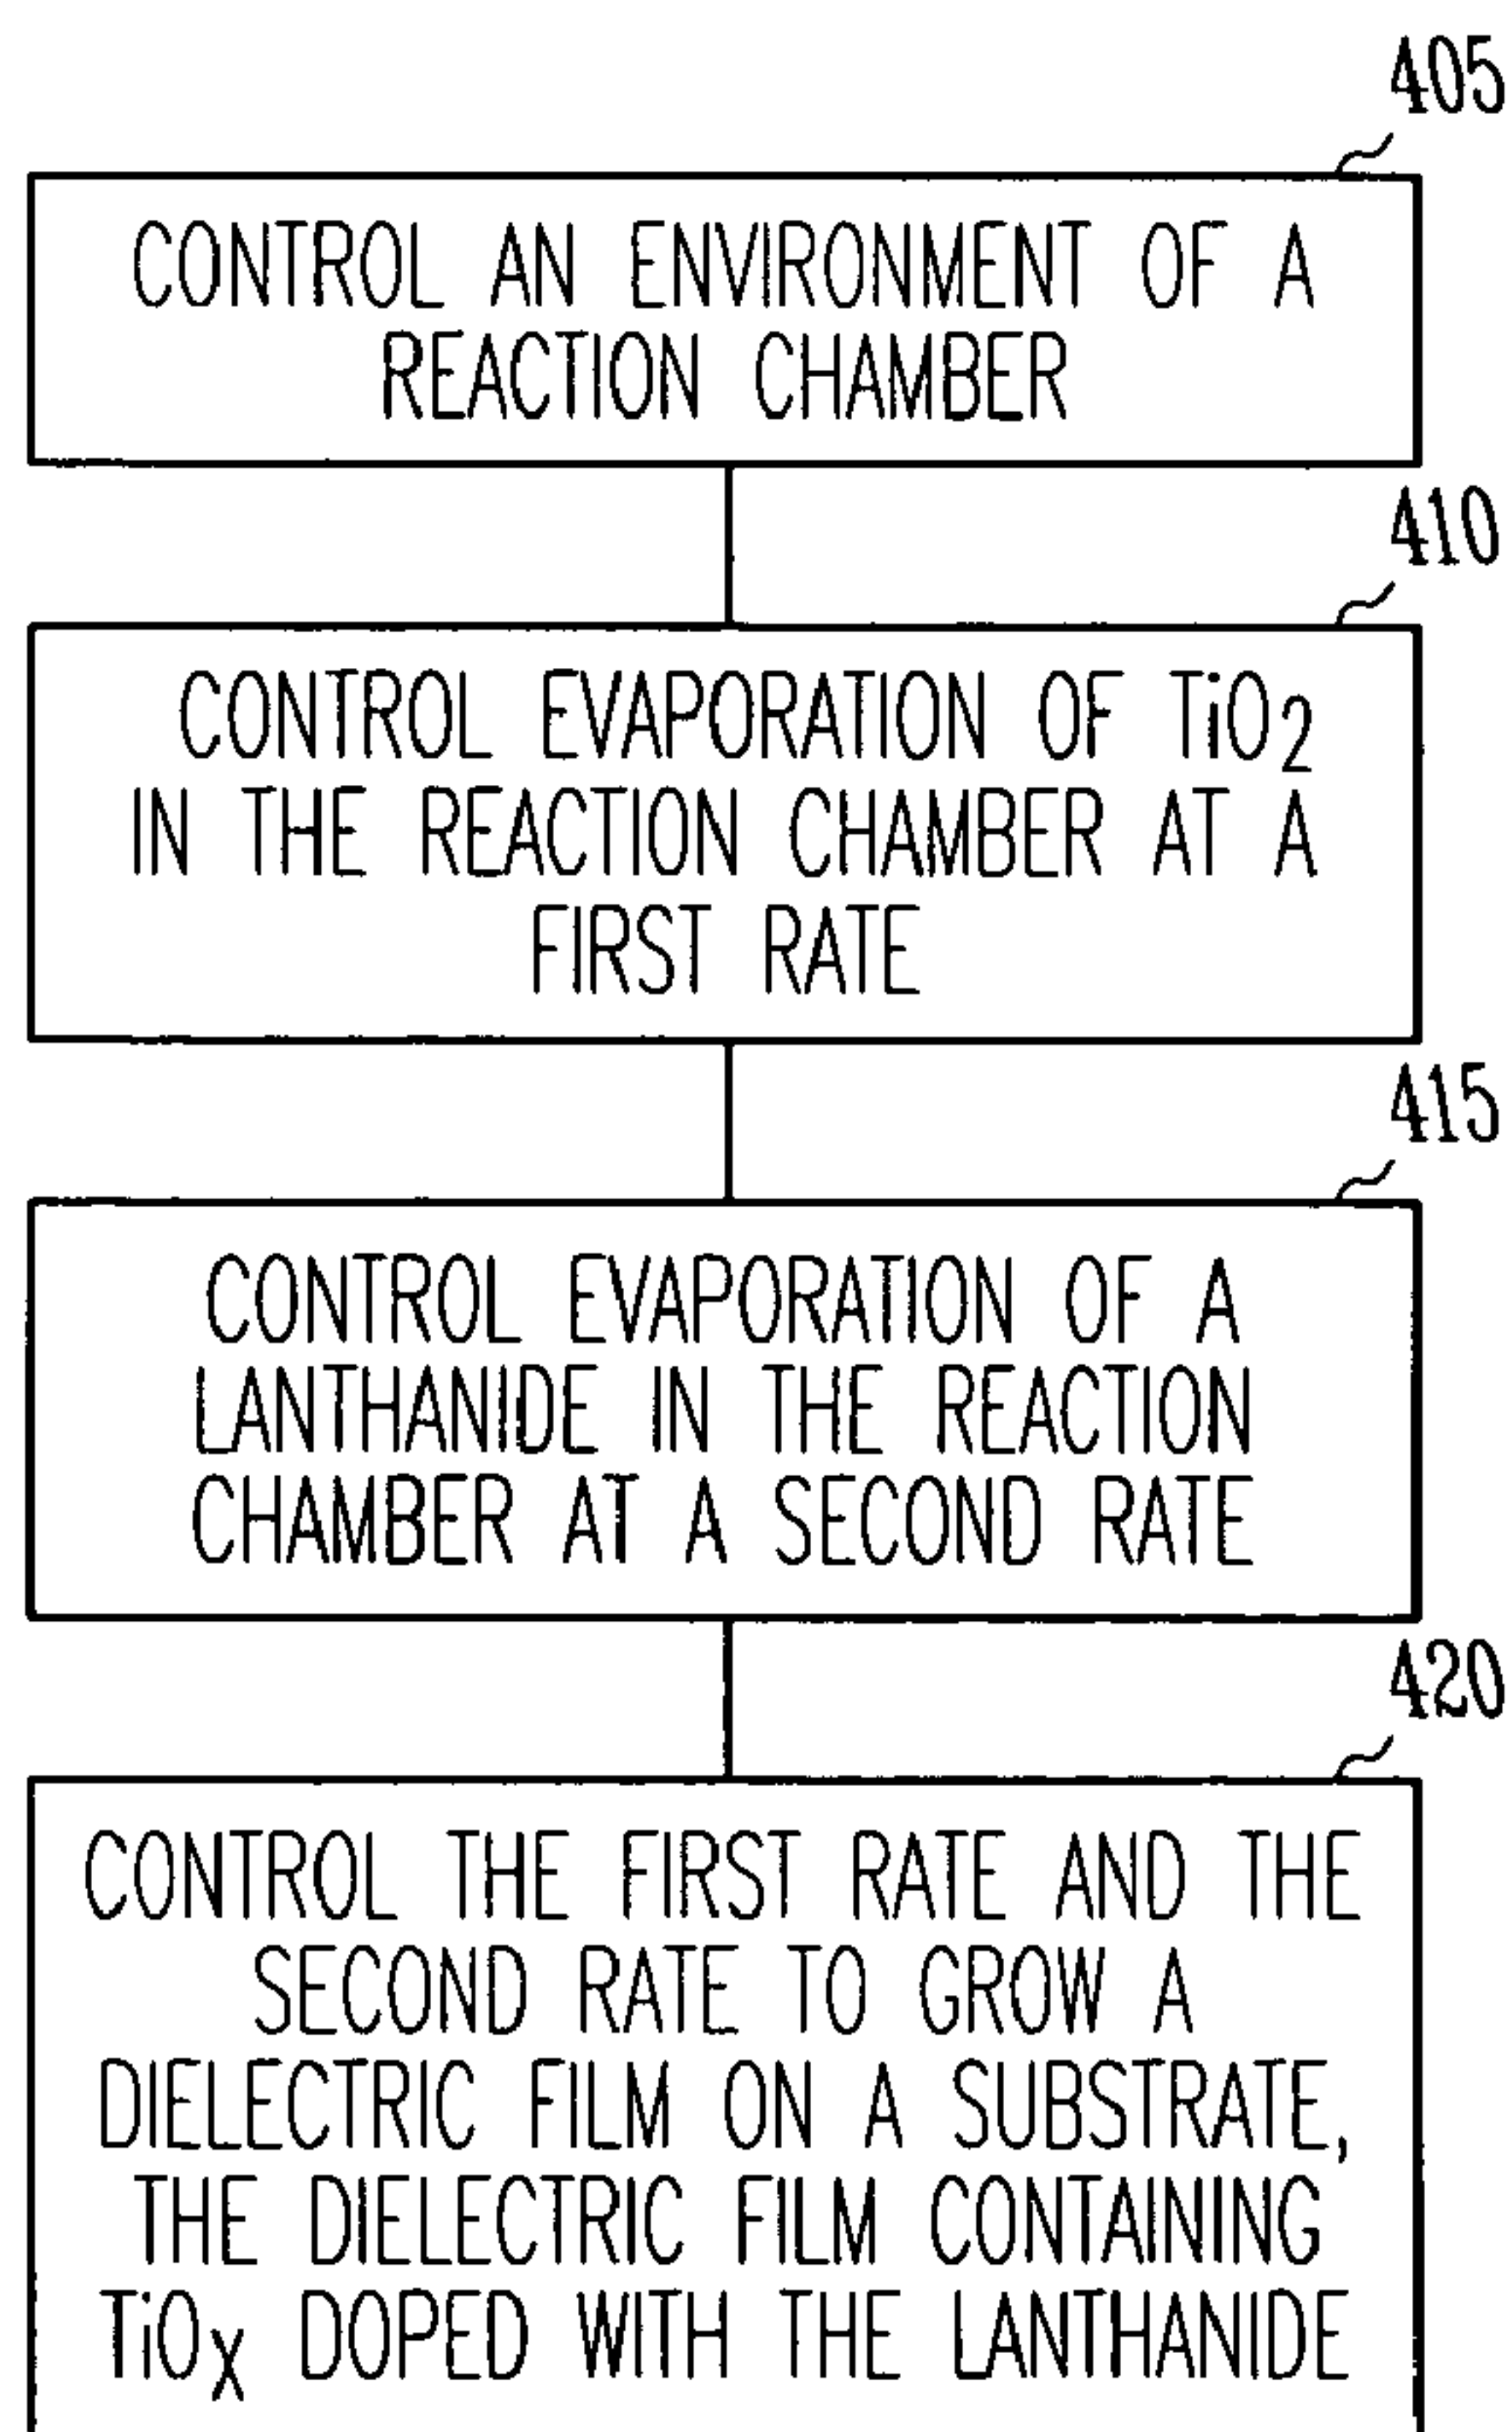 405
CONTROL AN ENVIRONMENT OF A
REACTION CHAMBER
410
CONTROL EVAPORATION OF TiO2
IN THE REACTION CHAMBER AT A
FIRST RATE
415
CONTROL EVAPORATION OF A
LANTHANIDE IN THE REACTION
CHAMBER AT A SECOND RATE
420
CONTROL THE FIRST RATE AND THE
SECOND RATE TO GROW A
DIELECTRIC FILM ON A SUBSTRATE,
THE DIELECTRIC FILM CONTAINING
TiOX DOPED WITH THE LANTHANIDE